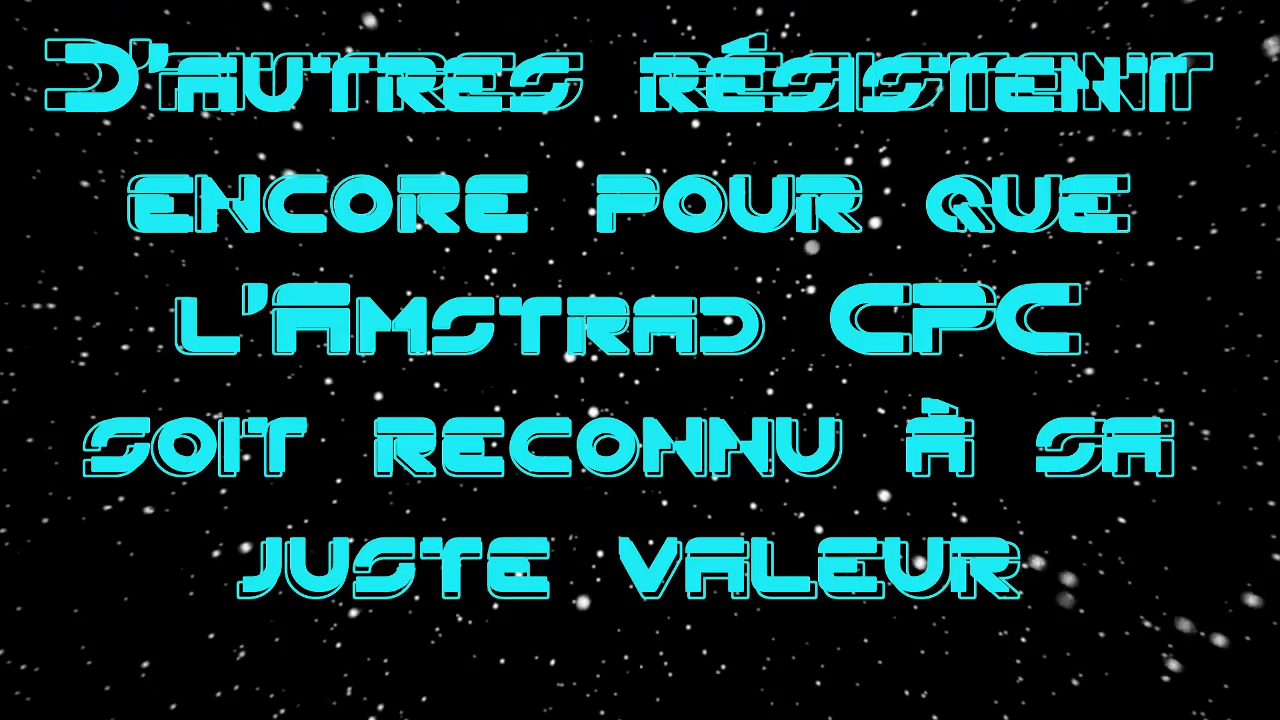 D'autres résistent
encore pour que
l'Amstrad CPC
soit reconnu à sa
juste valeur